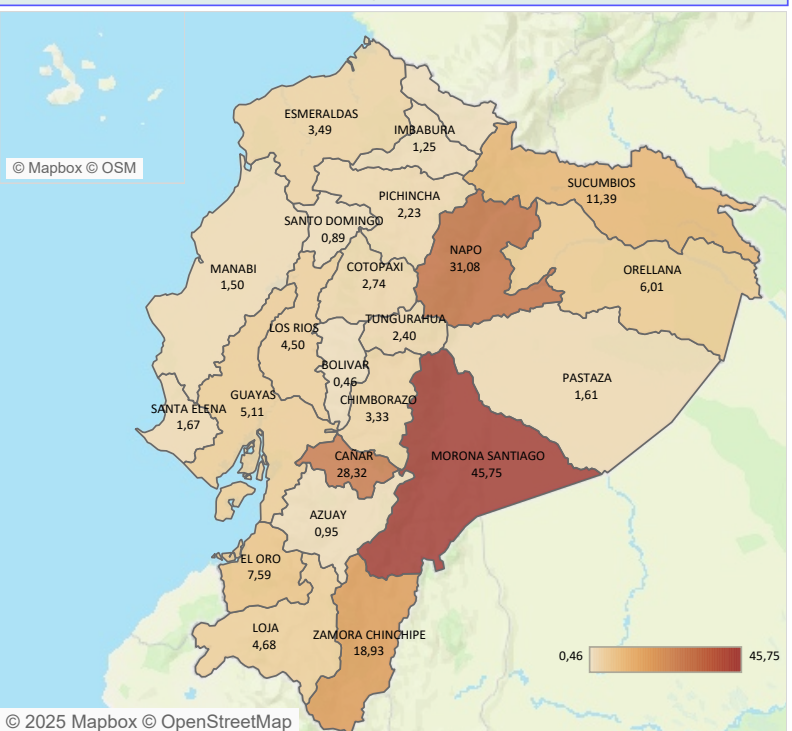 © Mapbox © OSM
ESMERALDAS
3,49
IMBABURA
1,25
SUCUMBIOS
11,39
PICHINCHA
2,23
SANTO DOMINGO
0,89
NAPO
31,08
MANABI
1,50
COTOPAXI
2,74
ORELLANA
6,01
TUNGURAHUA
2,40
LOS RIOS
4,50
BOLIVAR
0,46
PASTAZA
1,61
GUAYAS
5,11
CHIMBORAZO
3,33
SANTA ELENA
1,67
CAÑAR
28,32
MORONA SANTIAGO
45,75
AZUAY
0,95
EL ORO
7,59
LOJA
4,68
ZAMORA CHINCHIPE
18,93
0,46
45,75
© 2025 Mapbox © OpenStreetMap